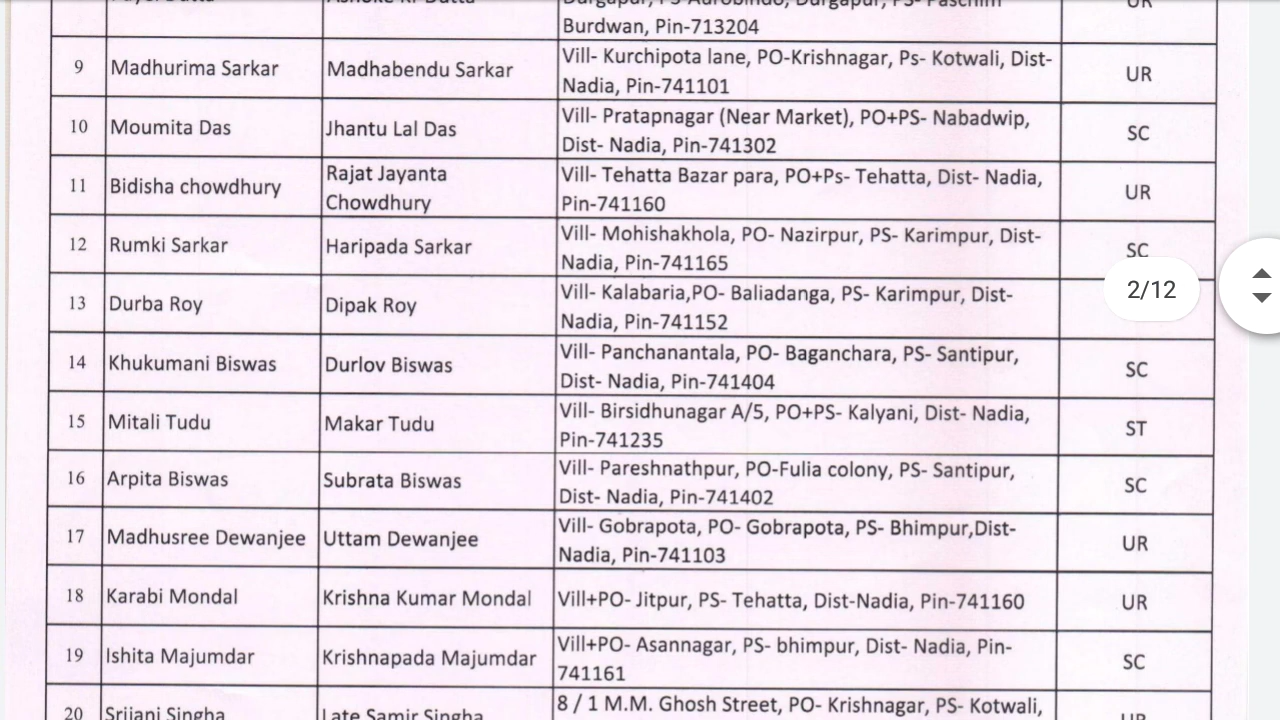 Burdwan, Pin-713204
9 Madhurima Sarkar Madhabendu Sarkar Vill- Kurchipota lane, PO-Krishnagar, Ps- Kotwali, Dist-
Nadia, Pin-741101 UR
10 Moumita Das Jhantu Lal Das Vill- Pratapnagar (Near Market), PO+PS- Nabadwip,
Dist- Nadia, Pin-741302 SC
11 Bidisha chowdhury Rajat Jayanta
Chowdhury Vill- Tehatta Bazar para, PO+Ps- Tehatta, Dist- Nadia,
Pin-741160 UR
12 Rumki Sarkar Haripada Sarkar Vill- Mohishakhola, PO- Nazirpur, PS- Karimpur, Dist-
Nadia, Pin-741165 SC
2/12
13 Durba Roy Dipak Roy Vill- Kalabaria,PO- Baliadanga, PS- Karimpur, Dist-
Nadia, Pin-741152
14 Khukumani Biswas Durlov Biswas Vill- Panchanantala, PO- Baganchara, PS- Santipur,
Dist- Nadia, Pin-741404 SC
15 Mitali Tudu Makar Tudu Vill- Birsidhunagar A/5, PO+PS- Kalyani, Dist- Nadia,
Pin-741235 ST
16 Arpita Biswas Subrata Biswas Vill- Pareshnathpur, PO-Fulia colony, PS- Santipur,
Dist- Nadia, Pin-741402 SC
17 Madhusree Dewanjee Uttam Dewanjee Vill- Gobrapota, PO- Gobrapota, PS- Bhimpur,Dist-
Nadia, Pin-741103 UR
18 Karabi Mondal Krishna Kumar Mondal Vill+PO- Jitpur, PS- Tehatta, Dist-Nadia, Pin-741160 UR
19 Ishita Majumdar Krishnapada Majumdar Vill+PO- Asannagar, PS- bhimpur, Dist- Nadia, Pin-
741161 SC
20 Srijani Singha Late Samir Singha 8 / 1 M.M. Ghosh Street, PO- Krishnagar, PS- Kotwali,
UR